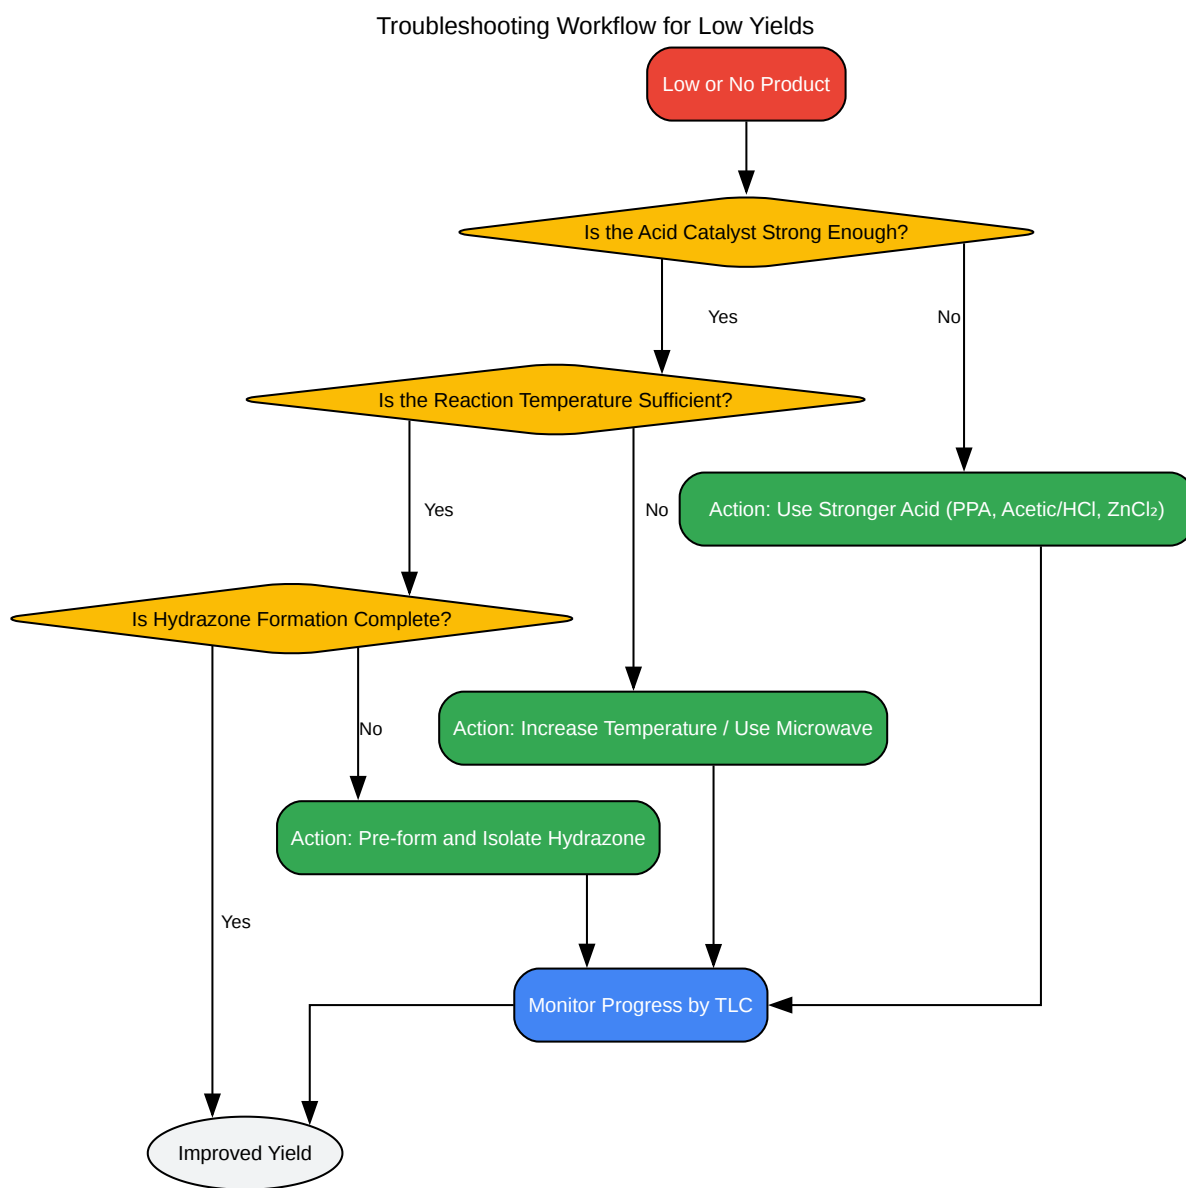 Troubleshooting Workflow for Low Yields
Low or No Product
Is the Acid Catalyst Strong Enough?
Yes
No
Is the Reaction Temperature Sufficient?
Yes
No
Action: Use Stronger Acid (PPA, Acetic/HCl, ZnCl₂)
Is Hydrazone Formation Complete?
No
Action: Increase Temperature / Use Microwave
Action: Pre-form and Isolate Hydrazone
Yes
Monitor Progress by TLC
Improved Yield